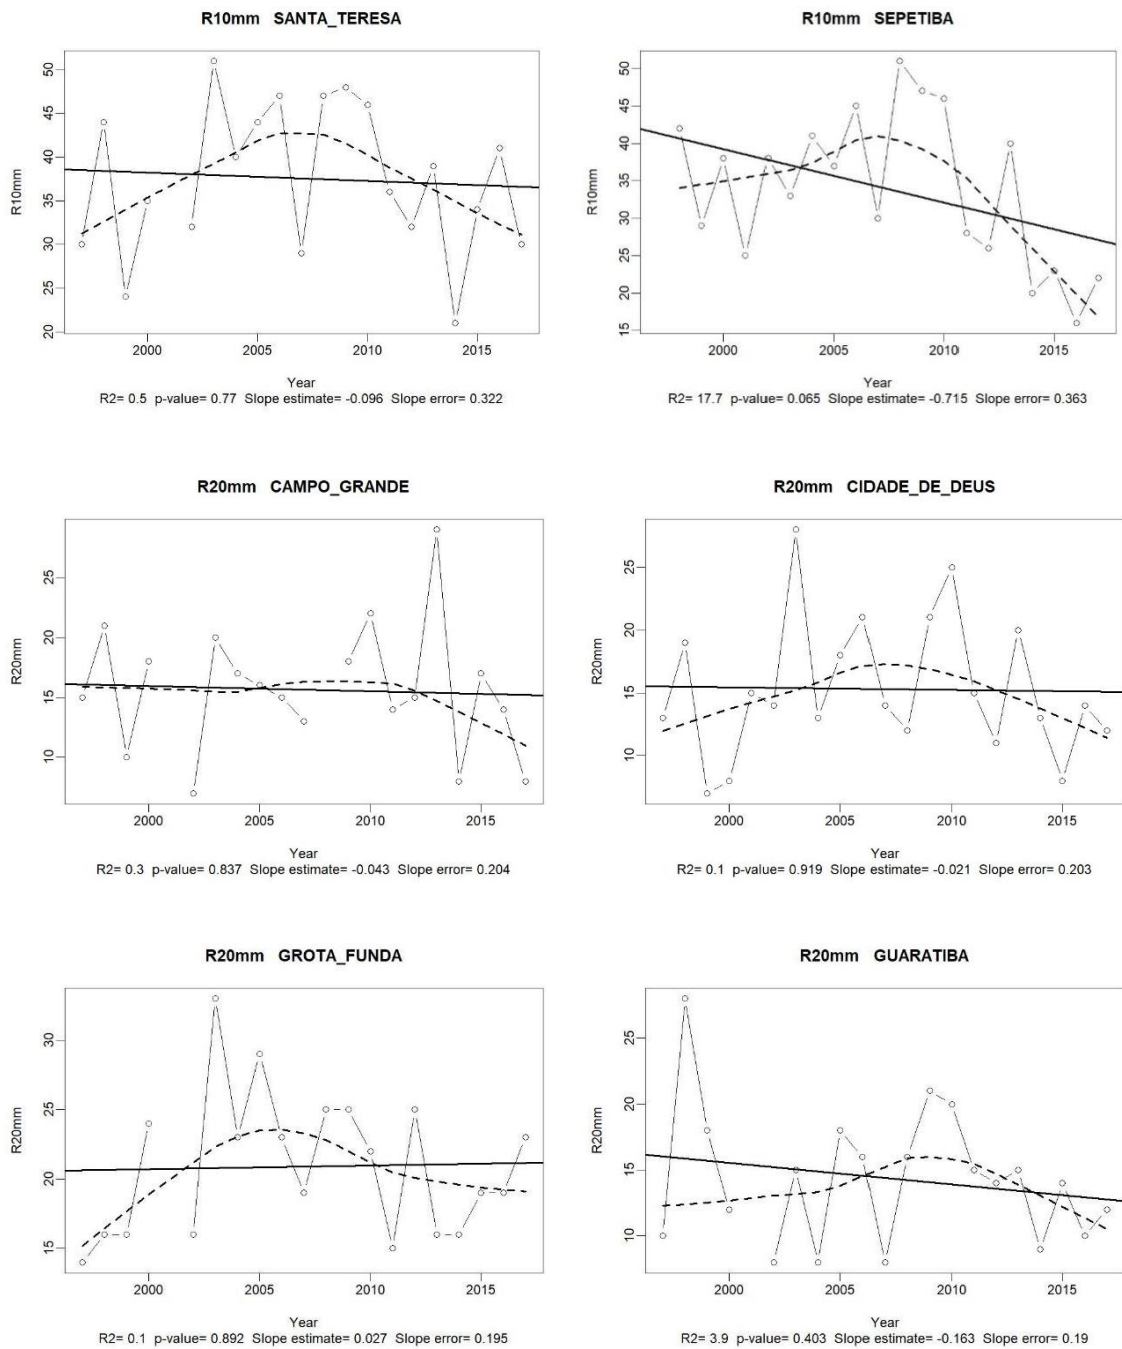 R10mm SANTA_TERESA
R10mm
50
45
40
35
30
25
20
2000 2005 2010 2015
Year
R2= 0.5 p-value= 0.77 Slope estimate= -0.096 Slope error= 0.322
R10mm SEPETIBA
R10mm
50
45
40
35
30
25
20
15
2000 2005 2010 2015
Year
R2= 17.7 p-value= 0.065 Slope estimate= -0.715 Slope error= 0.363
R20mm CAMPO_GRANDE
R20mm
25
20
15
10
2000 2005 2010 2015
Year
R2= 0.3 p-value= 0.837 Slope estimate= -0.043 Slope error= 0.204
R20mm CIDADE_DE_DEUS
R20mm
25
20
15
10
2000 2005 2010 2015
Year
R2= 0.1 p-value= 0.919 Slope estimate= -0.021 Slope error= 0.203
R20mm GROTA_FUNDA
R20mm
30
25
20
15
2000 2005 2010 2015
Year
R2= 0.1 p-value= 0.892 Slope estimate= 0.027 Slope error= 0.195
R20mm GUARATIBA
R20mm
25
20
15
10
2000 2005 2010 2015
Year
R2= 3.9 p-value= 0.403 Slope estimate= -0.163 Slope error= 0.19